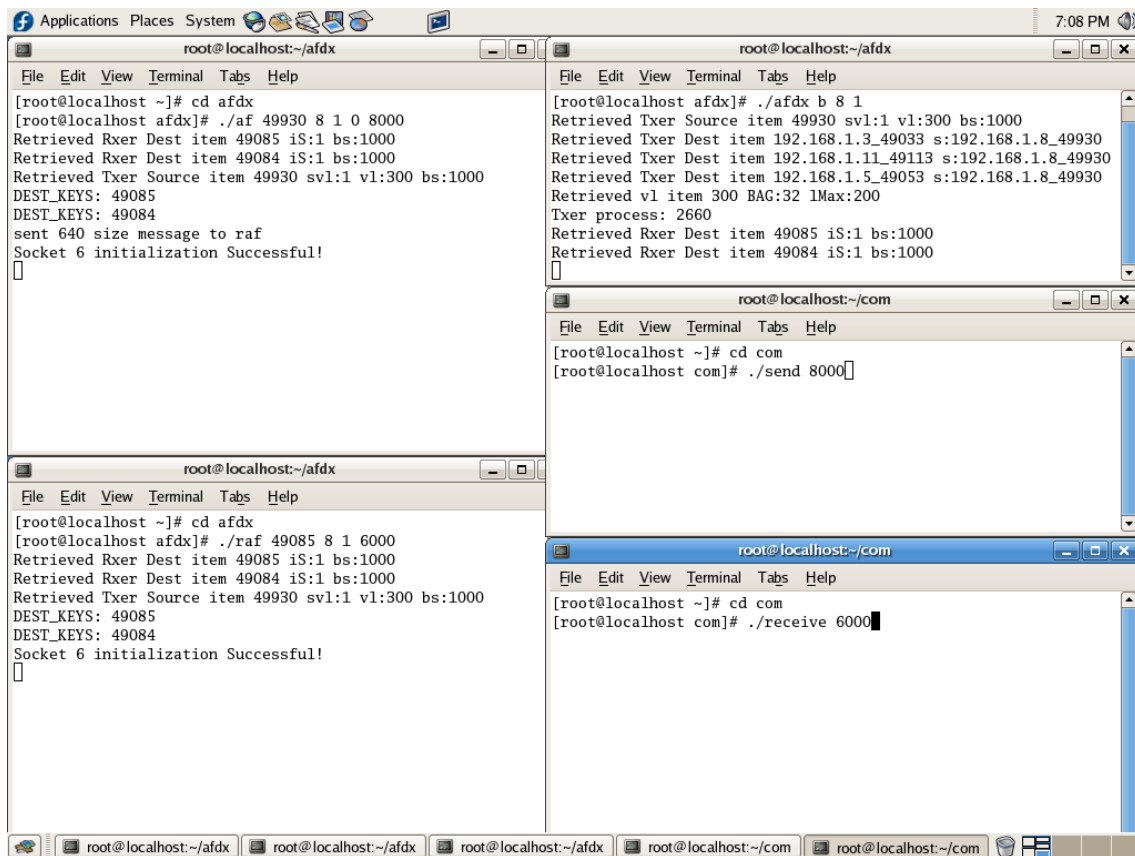 Applications Places System
7:08 PM
root@localhost:~/afdx
File Edit View Terminal Tabs Help
[root@localhost ~]# cd afdx
[root@localhost afdx]# ./af 49930 8 1 0 8000
Retrieved Rxer Dest item 49085 iS:1 bs:1000
Retrieved Rxer Dest item 49084 iS:1 bs:1000
Retrieved Txer Source item 49930 svl:1 vl:300 bs:1000
DEST_KEYS: 49085
DEST_KEYS: 49084
sent 640 size message to raf
Socket 6 initialization Successful!
root@localhost:~/afdx
File Edit View Terminal Tabs Help
[root@localhost afdx]# ./afdx b 8 1
Retrieved Txer Source item 49930 svl:1 vl:300 bs:1000
Retrieved Txer Dest item 192.168.1.3_49033 s:192.168.1.8_49930
Retrieved Txer Dest item 192.168.1.11_49113 s:192.168.1.8_49930
Retrieved Txer Dest item 192.168.1.5_49053 s:192.168.1.8_49930
Retrieved vl item 300 BAG:32 lMax:200
Txer process: 2660
Retrieved Rxer Dest item 49085 iS:1 bs:1000
Retrieved Rxer Dest item 49084 iS:1 bs:1000
root@localhost:~/com
File Edit View Terminal Tabs Help
[root@localhost ~]# cd com
[root@localhost com]# ./send 8000
root@localhost:~/afdx
File Edit View Terminal Tabs Help
[root@localhost ~]# cd afdx
[root@localhost afdx]# ./raf 49085 8 1 6000
Retrieved Rxer Dest item 49085 iS:1 bs:1000
Retrieved Rxer Dest item 49084 iS:1 bs:1000
Retrieved Txer Source item 49930 svl:1 vl:300 bs:1000
DEST_KEYS: 49085
DEST_KEYS: 49084
Socket 6 initialization Successful!
root@localhost:~/com
File Edit View Terminal Tabs Help
[root@localhost ~]# cd com
[root@localhost com]# ./receive 6000
root@localhost:~/afdx
root@localhost:~/afdx
root@localhost:~/afdx
root@localhost:~/com
root@localhost:~/com